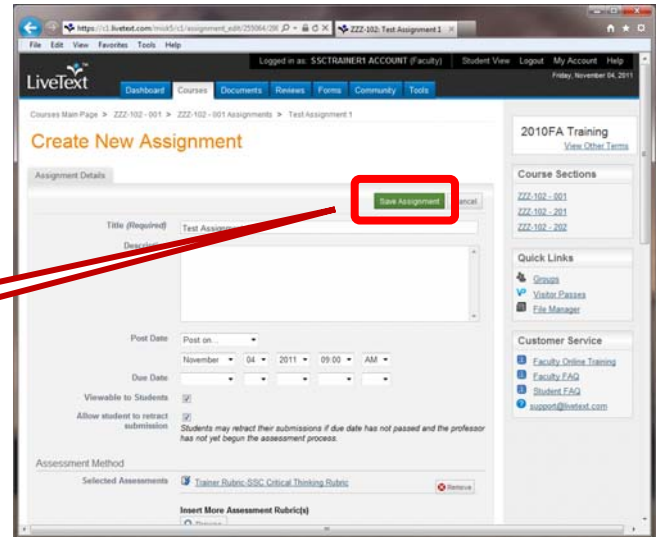 https://c1.livetext.com/misk5/c1/assignment_edit/255064/29
ZZZ-102: Test Assignment 1
File Edit View Favorites Tools Help
Logged in as: SSCTRAINER1 ACCOUNT (Faculty) Student View Logout My Account Help
Friday, November 04, 2011
LiveText
Dashboard Courses Documents Reviews Forms Community Tools
Courses Main Page > ZZZ-102 - 001 > ZZZ-102 - 001 Assignments > Test Assignment 1
Create New Assignment
2010FA Training
View Other Terms
Assignment Details
Save Assignment Cancel
Course Sections
ZZZ-102 - 001
ZZZ-102 - 201
ZZZ-102 - 202
Title (Required) Test
Quick Links
Groups
Visitor Passes
File Manager
Post Date Post on...
November 04 2011 09:00 AM
Due Date
Customer Service
Faculty Online Training
Faculty FAQ
Student FAQ
support@livetext.com
Viewable to Students
Allow student to retract submission
Students may retract their submissions if due date has not passed and the professor
has not yet begun the assessment process.
Assessment Method
Selected Assessments Trainer Rubric-SSC Critical Thinking Rubric Remove
Insert More Assessment Rubric(s)